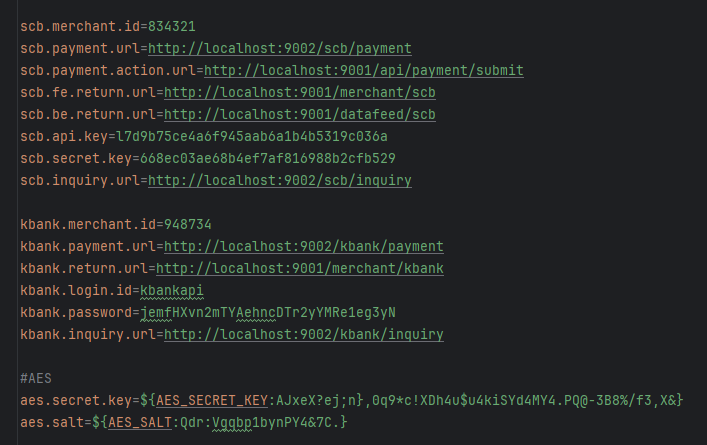 scb.merchant.id=834321
scb.payment.url=http://localhost:9002/scb/payment
scb.payment.action.url=http://localhost:9001/api/payment/submit
scb.fe.return.url=http://localhost:9001/merchant/scb
scb.be.return.url=http://localhost:9001/datafeed/scb
scb.api.key=l7d9b75ce4a6f945aab6a1b4b5319c036a
scb.secret.key=668ec03ae68b4ef7af816988b2cfb529
scb.inquiry.url=http://localhost:9002/scb/inquiry
kbank.merchant.id=948734
kbank.payment.url=http://localhost:9002/kbank/payment
kbank.return.url=http://localhost:9001/merchant/kbank
kbank.login.id=kbankapi
kbank.password=jemfHXvn2mTYAehncDTr2yYMRe1eg3yN
kbank.inquiry.url=http://localhost:9002/kbank/inquiry
#AES
aes.secret.key=${AES_SECRET_KEY:AJxeX?ej;n},0q9*c!XDh4u$u4kiSYd4MY4.PQ@-3B8%/f3,X&}
aes.salt=${AES_SALT:Qdr:Vgqbp1bynPY4&7C.}